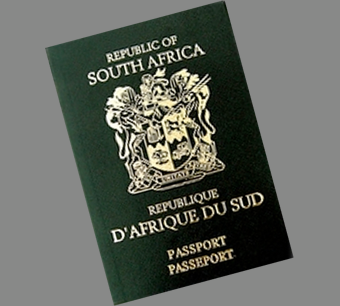 REPUBLIC OF
SOUTH AFRICA
REPUBLIQUE
D'AFRIQUE DU SUD
PASSPORT
PASSEPORT